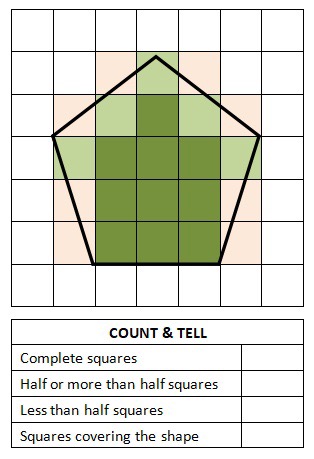 COUNT & TELL
Complete squares
Half or more than half squares
Less than half squares
Squares covering the shape